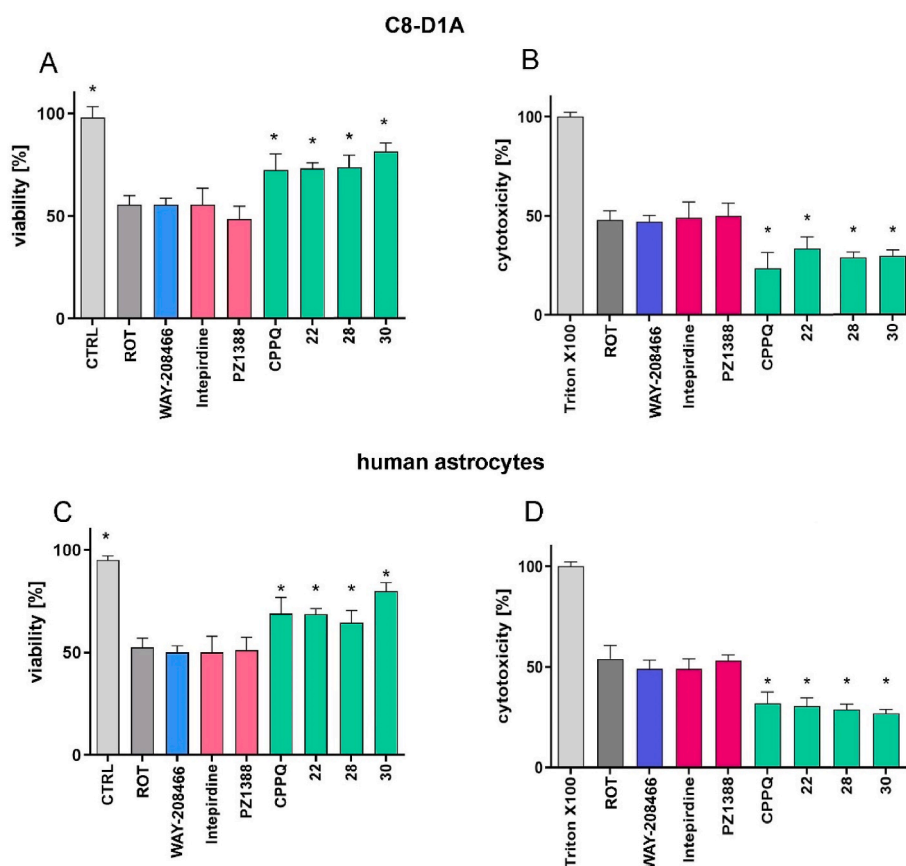 C8-D1A
A
viability [%]
100
50
0
*
*
*
*
*
CTRL
ROT
WAY-208466
Intepirdine
PZ1388
CPPQ
22
28
30
B
cytotoxicity [%]
100
50
0
*
*
*
*
Triton X100
ROT
WAY-208466
Intepirdine
PZ1388
CPPQ
22
28
30
human astrocytes
C
viability [%]
100
50
0
*
*
*
*
*
CTRL
ROT
WAY-208466
Intepirdine
PZ1388
CPPQ
22
28
30
D
cytotoxicity [%]
100
50
0
*
*
*
*
Triton X100
ROT
WAY-208466
Intepirdine
PZ1388
CPPQ
22
28
30